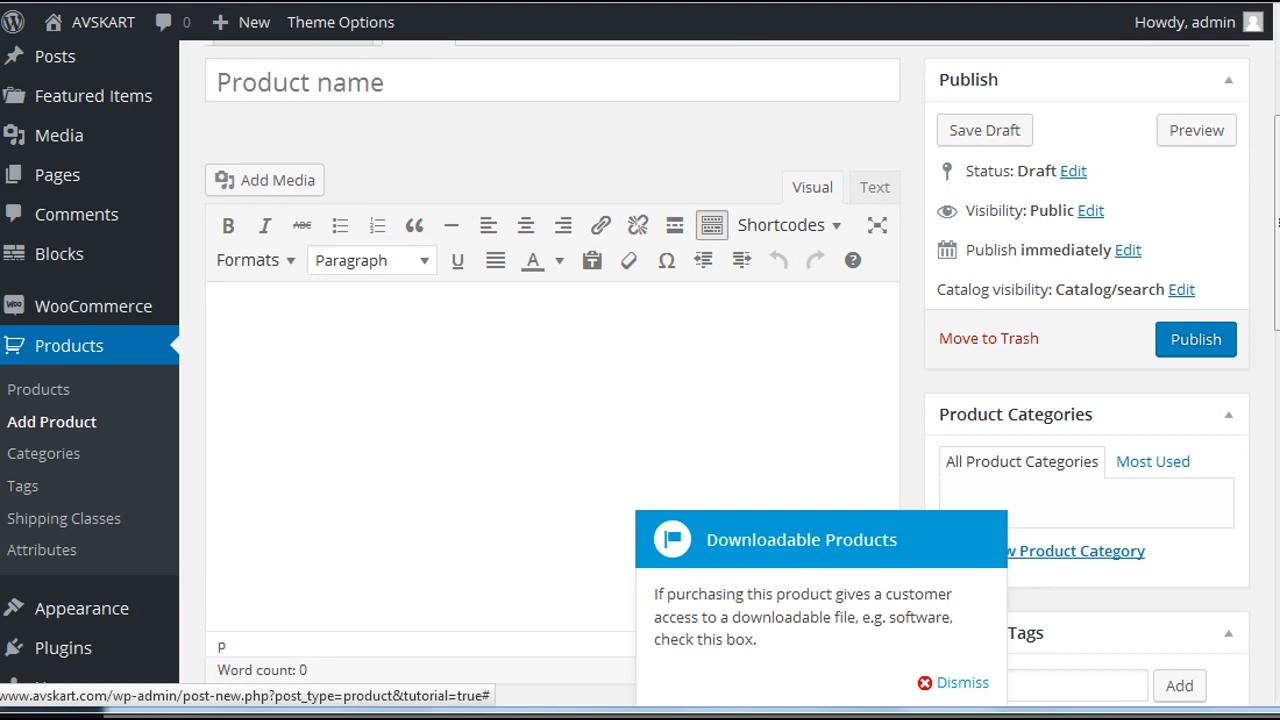 AVSKART 0 New Theme Options Howdy, admin
Posts
Featured Items
Media
Pages
Comments
Blocks
WooCommerce
Products
Products
Add Product
Categories
Tags
Shipping Classes
Attributes
Appearance
Plugins
Product name
Add Media
Visual Text
B I ABC Shortcodes
Formats Paragraph U A
p
Word count: 0
Publish
Save Draft Preview
Status: Draft Edit
Visibility: Public Edit
Publish immediately Edit
Catalog visibility: Catalog/search Edit
Move to Trash Publish
Product Categories
All Product Categories Most Used
Product Category
Tags
Add
Downloadable Products
If purchasing this product gives a customer
access to a downloadable file, e.g. software,
check this box.
Dismiss
www.avskart.com/wp-admin/post-new.php?post_type=product&tutorial=true#